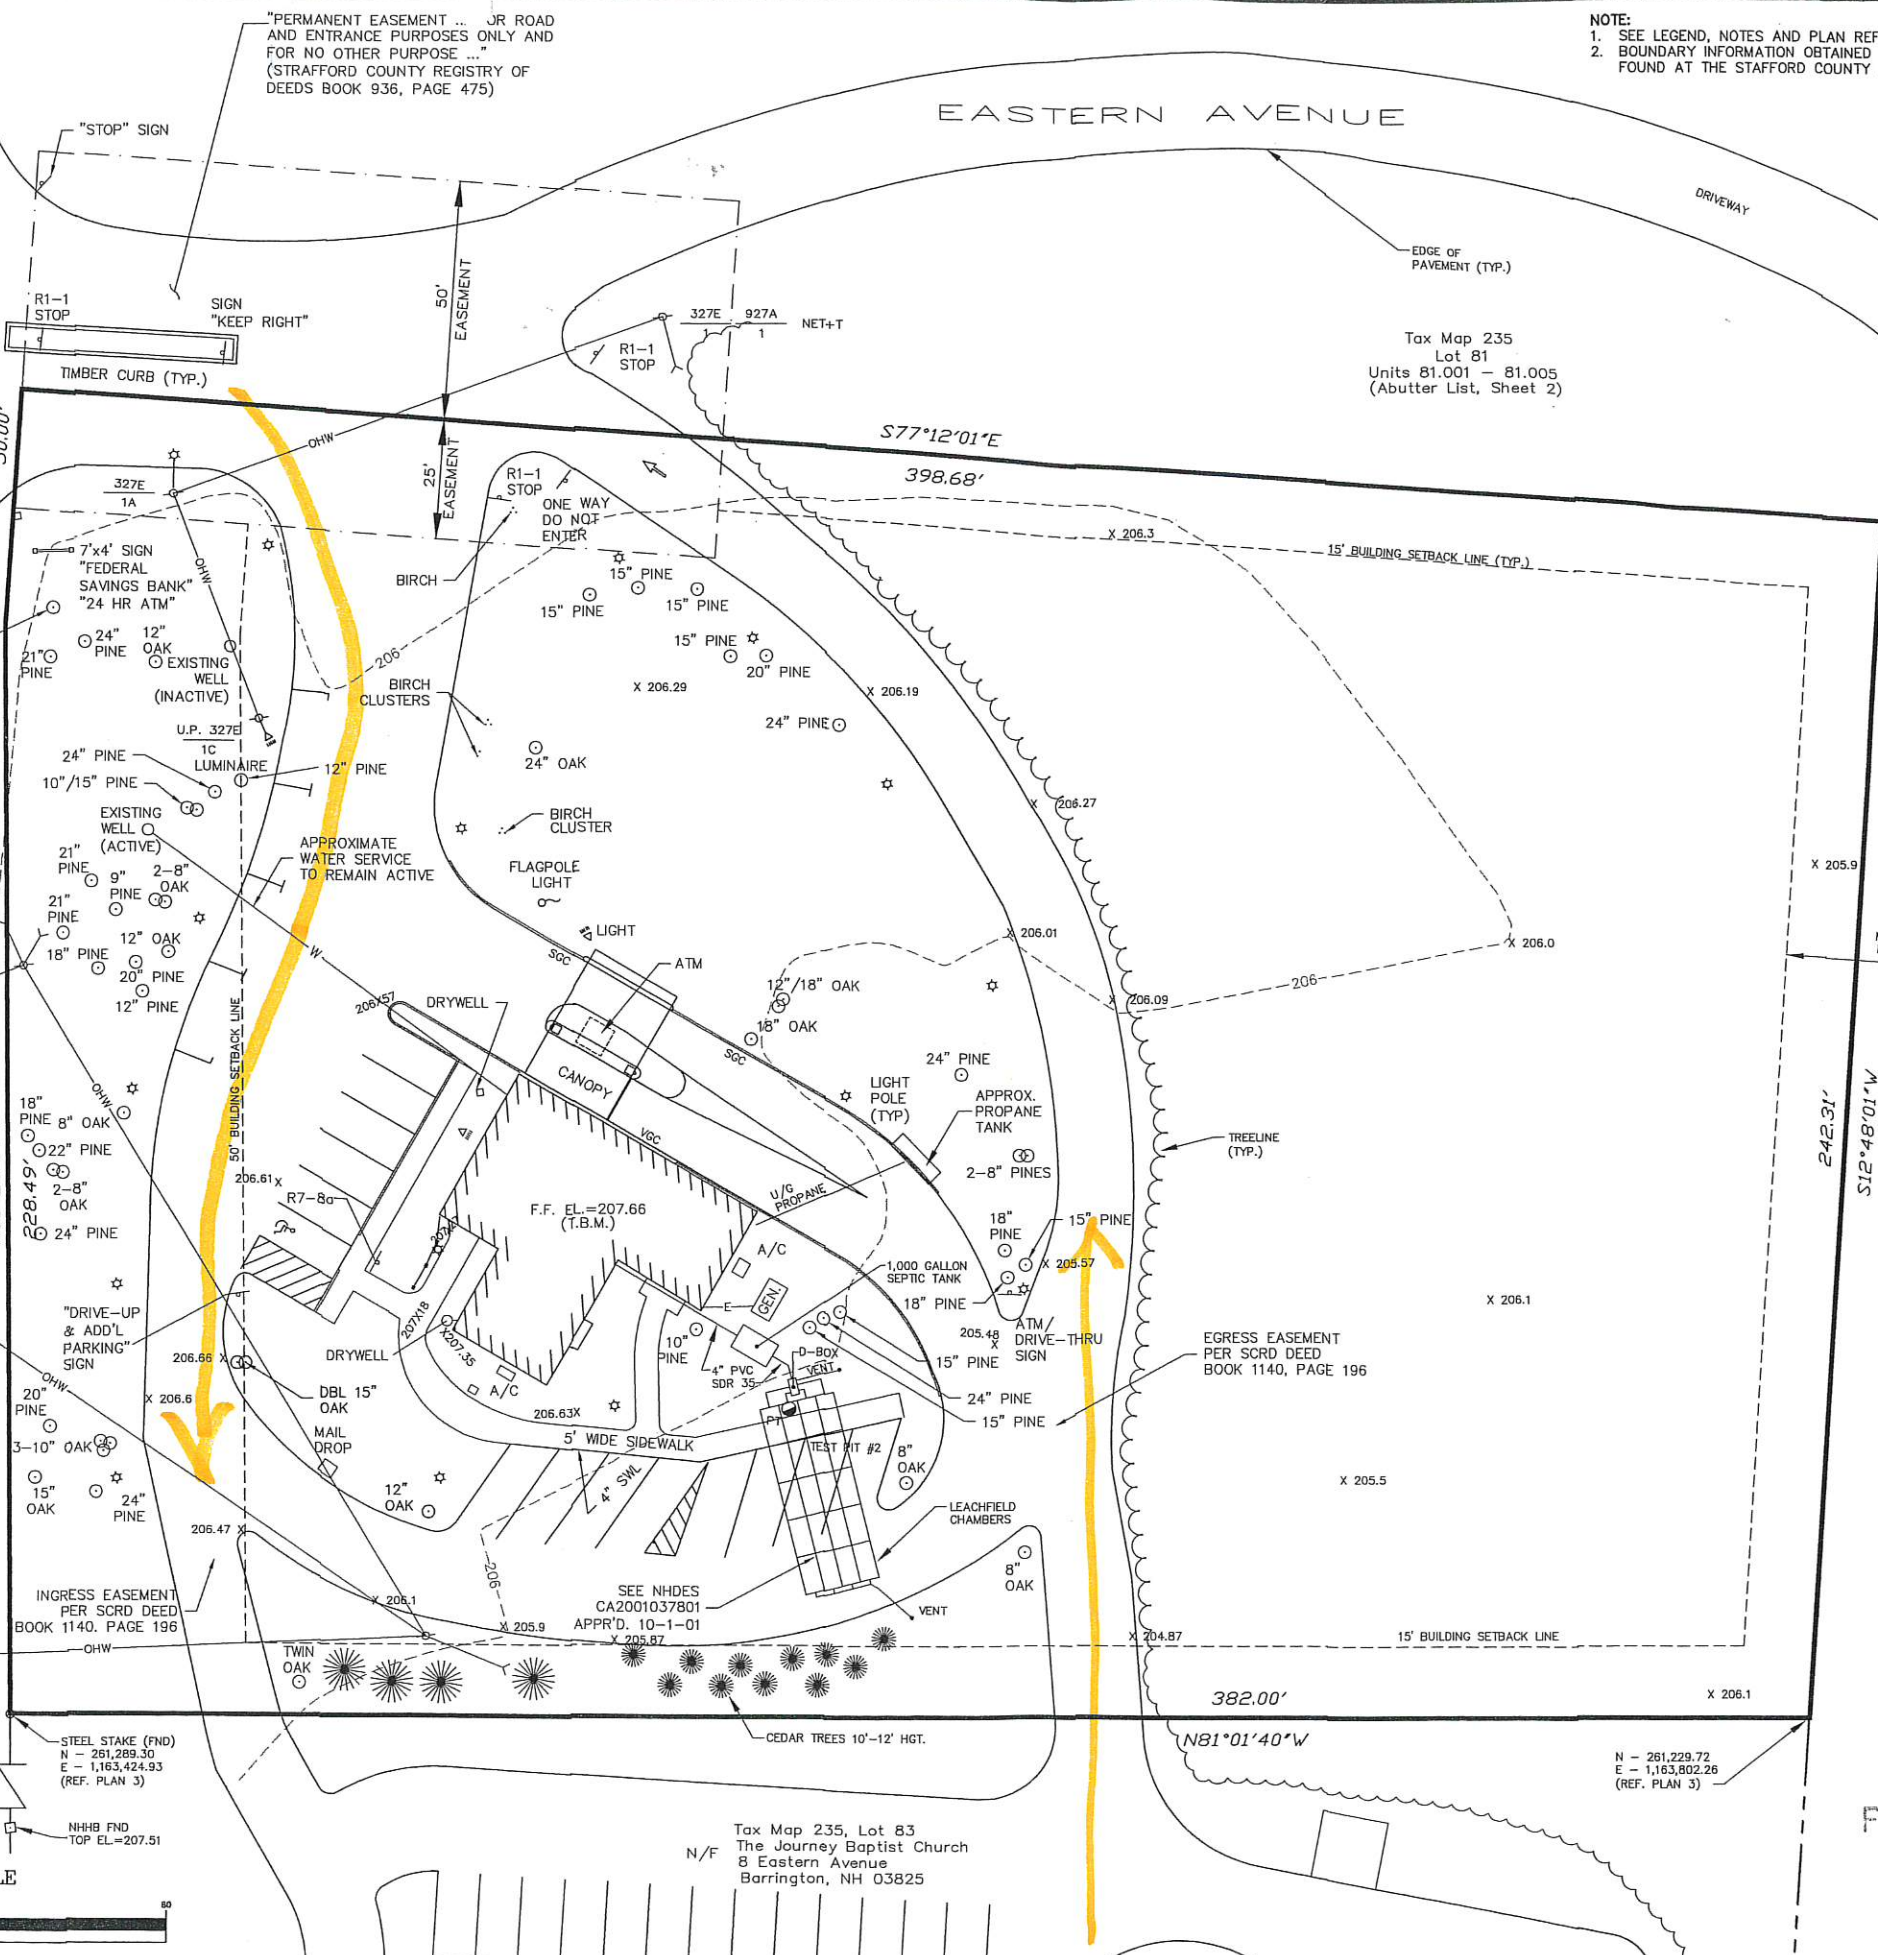 "PERMANENT EASEMENT ... OR ROAD
AND ENTRANCE PURPOSES ONLY AND
FOR NO OTHER PURPOSE ..."
(STRAFFORD COUNTY REGISTRY OF
DEEDS BOOK 936, PAGE 475)
NOTE:
1. SEE LEGEND, NOTES AND PLAN REF
2. BOUNDARY INFORMATION OBTAINED
FOUND AT THE STAFFORD COUNTY
EASTERN AVENUE
"STOP" SIGN
DRIVEWAY
EDGE OF
PAVEMENT (TYP.)
50'
EASEMENT
R1-1
STOP
SIGN
"KEEP RIGHT"
TIMBER CURB (TYP.)
327E
1
927A
1
NET+T
R1-1
STOP
Tax Map 235
Lot 81
Units 81.001 - 81.005
(Abutter List, Sheet 2)
OHW
S77°12'01"E
398.68'
25'
EASEMENT
327E
1A
R1-1
STOP
ONE WAY
DO NOT
ENTER
BIRCH
X 206.3
15' BUILDING SETBACK LINE (TYP.)
OHW
7'x4' SIGN
"FEDERAL
SAVINGS BANK"
"24 HR ATM"
15" PINE
15" PINE
15" PINE
15" PINE
20" PINE
24"
PINE
12"
OAK
21"
PINE
EXISTING
WELL
(INACTIVE)
206
BIRCH
CLUSTERS
X 206.29
X 206.19
24" PINE
U.P. 327E
1C
LUMINAIRE
24" PINE
12" PINE
10"/15" PINE
24" OAK
EXISTING
WELL
(ACTIVE)
BIRCH
CLUSTER
X 206.27
APPROXIMATE
WATER SERVICE
TO REMAIN ACTIVE
21"
PINE
9"
PINE
2-8"
OAK
FLAGPOLE
LIGHT
X 205.9
21"
PINE
18" PINE
12" OAK
20" PINE
12" PINE
W
LIGHT
SGC
ATM
X 206.01
X 206.0
206
206X57
DRYWELL
12"/18" OAK
18" OAK
X 206.09
50' BUILDING SETBACK LINE
CANOPY
SGC
VGC
24" PINE
LIGHT
POLE
(TYP)
APPROX.
PROPANE
TANK
2-8" PINES
TREELINE
(TYP.)
242.31'
S12°48'01"W
OHW
18"
PINE
8" OAK
22" PINE
2-8"
OAK
24" PINE
228.49'
206.61X
R7-8a
F.F. EL.=207.66
(T.B.M.)
U/G
PROPANE
A/C
18"
PINE
15" PINE
X 205.57
1,000 GALLON
SEPTIC TANK
18" PINE
E
GEN.
X 206.1
"DRIVE-UP
& ADD'L
PARKING"
SIGN
207X18
X207.35
DRYWELL
10"
PINE
205.48
X
ATM/
DRIVE-THRU
SIGN
EGRESS EASEMENT
PER SCRD DEED
BOOK 1140, PAGE 196
206.66 X
4" PVC
SDR 35
D-BOX
VENT
15" PINE
24" PINE
15" PINE
OHW
X 206.6
DBL 15"
OAK
A/C
206.63X
PT
20"
PINE
3-10" OAK
MAIL
DROP
5' WIDE SIDEWALK
TEST PIT #2
8"
OAK
15"
OAK
24"
PINE
12"
OAK
4" SWL
X 205.5
LEACHFIELD
CHAMBERS
206.47 X
206
8"
OAK
INGRESS EASEMENT
PER SCRD DEED
BOOK 1140. PAGE 196
X 206.1
SEE NHDES
CA2001037801
APPR'D. 10-1-01
VENT
X 205.9
X 205.87
X 204.87
15' BUILDING SETBACK LINE
OHW
TWIN
OAK
382.00'
X 206.1
CEDAR TREES 10'-12' HGT.
N81°01'40"W
STEEL STAKE (FND)
N - 261,289.30
E - 1,163,424.93
(REF. PLAN 3)
N - 261,229.72
E - 1,163,802.26
(REF. PLAN 3)
NHHB FND
TOP EL.=207.51
N/F
Tax Map 235, Lot 83
The Journey Baptist Church
8 Eastern Avenue
Barrington, NH 03825
LE
60